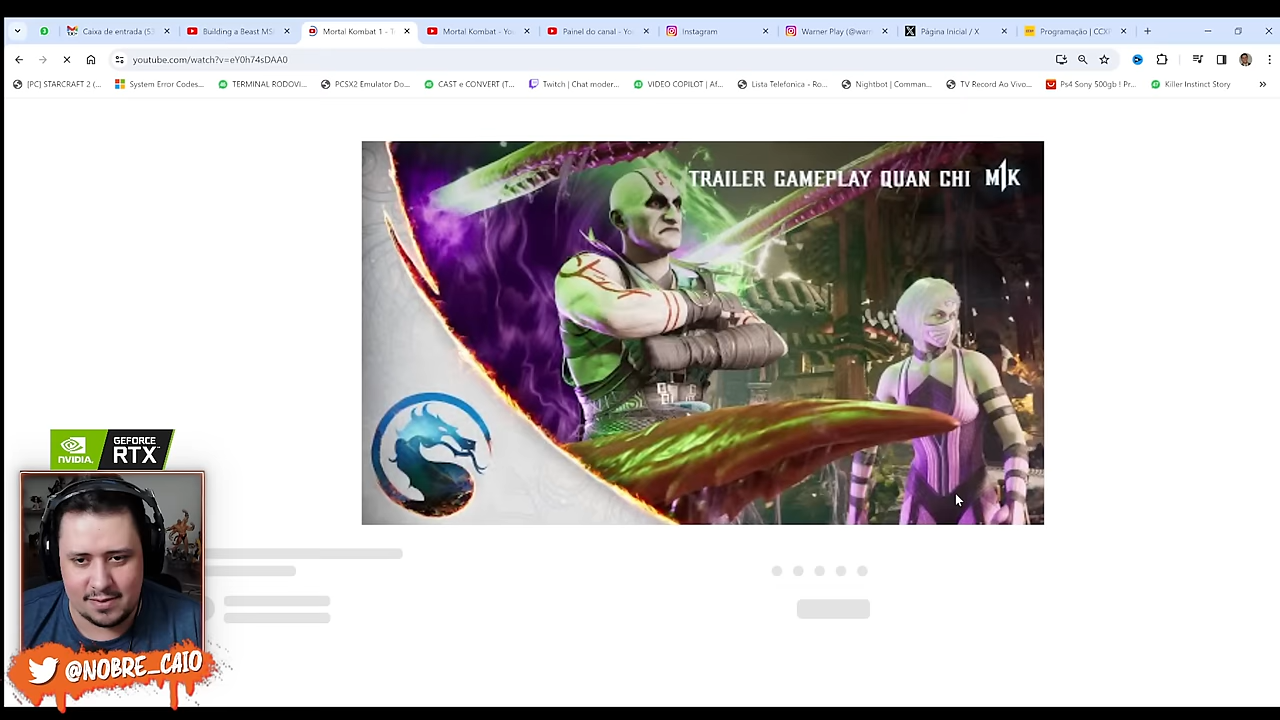 Caixa de entrada (5
Building a Beast MS
Mortal Kombat 1 - T
Mortal Kombat - Yo
Painel do canal - Yo
Instagram
Warner Play (@warn
Página Inicial / X
Programação | CCX
youtube.com/watch?v=eY0h74sDAA0
[PC] STARCRAFT 2 (...
System Error Codes...
TERMINAL RODOVI...
PCSX2 Emulator Do...
CAST e CONVERT (T...
Twitch | Chat moder...
VIDEO COPILOT | Af...
Lista Telefonica - Ro...
Nightbot | Comman...
TV Record Ao Vivo...
Ps4 Sony 500gb ! Pr...
Killer Instinct Story
TRAILER GAMEPLAY QUAN CHI M1K
NVIDIA.
GEFORCE
RTX
@NOBRE_CAIO